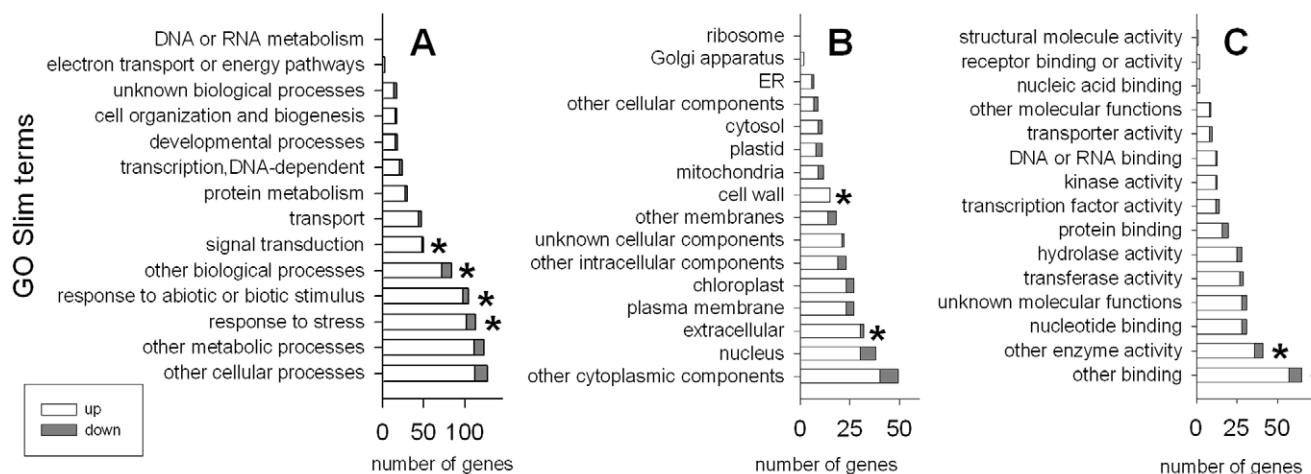 GO Slim terms
A
DNA or RNA metabolism
electron transport or energy pathways
unknown biological processes
cell organization and biogenesis
developmental processes
transcription,DNA-dependent
protein metabolism
transport
signal transduction *
other biological processes *
response to abiotic or biotic stimulus *
response to stress *
other metabolic processes
other cellular processes
0 50 100
number of genes
up
down
B
ribosome
Golgi apparatus
ER
other cellular components
cytosol
plastid
mitochondria
cell wall *
other membranes
unknown cellular components
other intracellular components
chloroplast
plasma membrane
extracellular *
nucleus
other cytoplasmic components
0 25 50
number of genes
C
structural molecule activity
receptor binding or activity
nucleic acid binding
other molecular functions
transporter activity
DNA or RNA binding
kinase activity
transcription factor activity
protein binding
hydrolase activity
transferase activity
unknown molecular functions
nucleotide binding
other enzyme activity *
other binding
0 25 50
number of genes